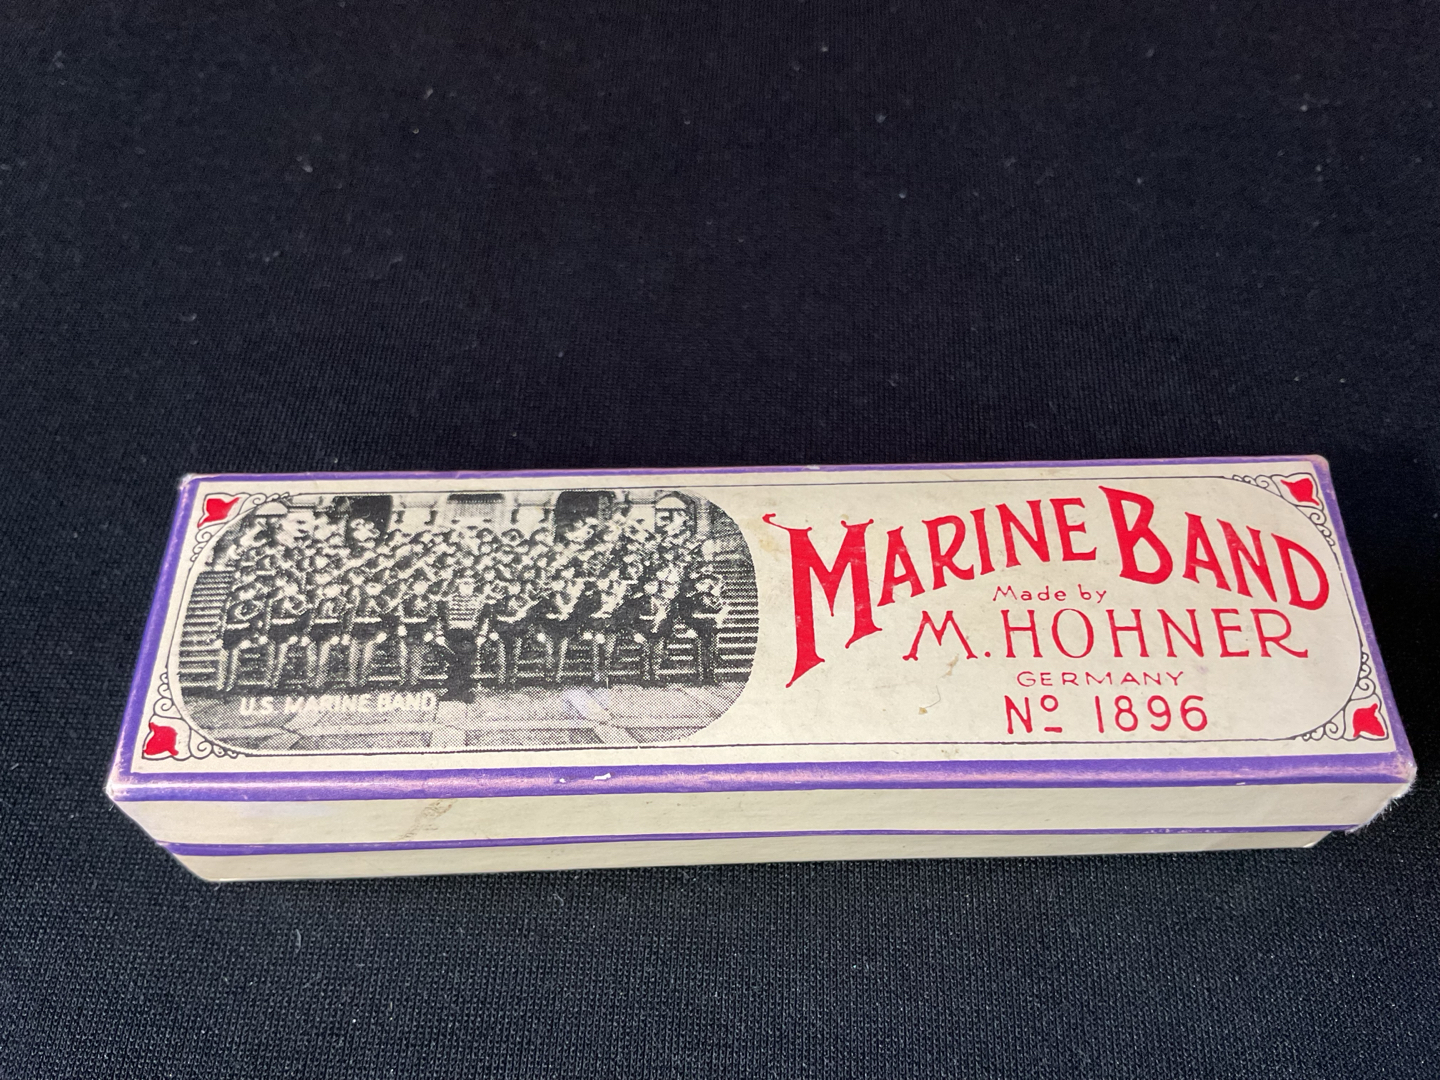 U.S. MARINE BAND
MARINE BAND
Made by
M. HOHNER
GERMANY
Nº 1896